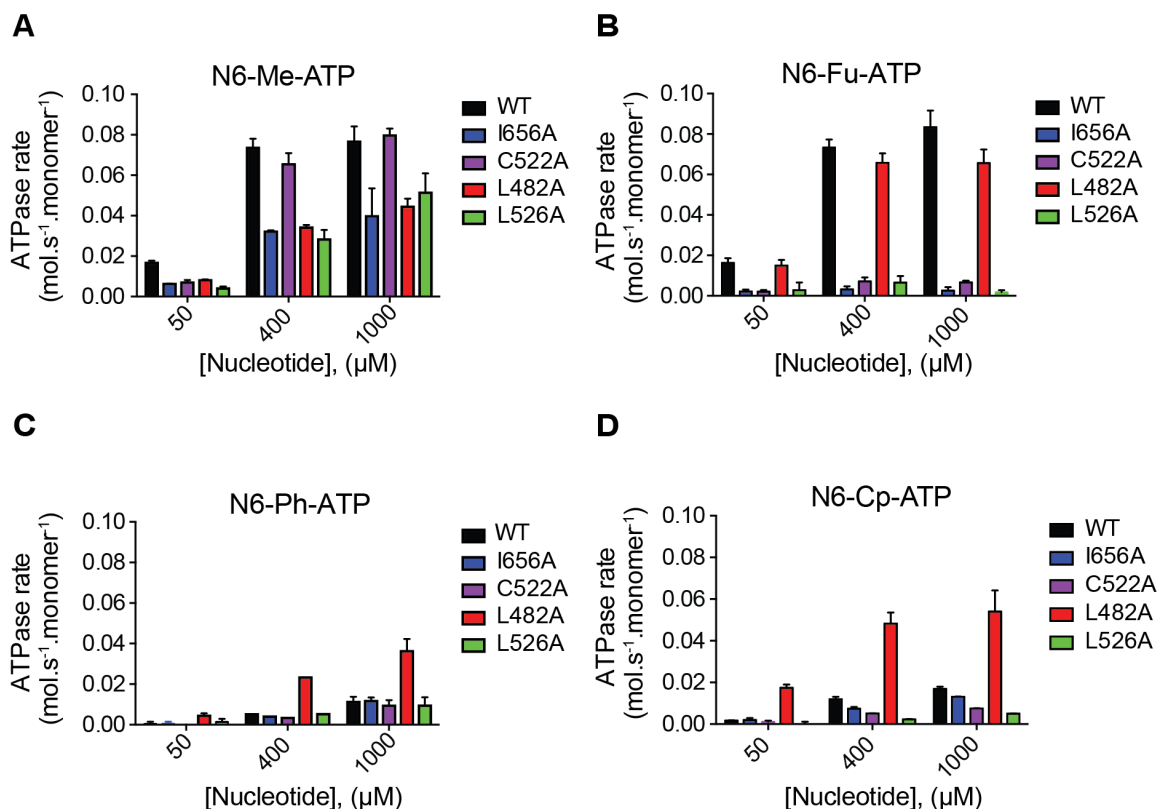 A
N6-Me-ATP
ATPase rate
(mol.s⁻¹.monomer⁻¹)
0.10
0.08
0.06
0.04
0.02
0.00
50
400
1000
[Nucleotide], (µM)
WT
I656A
C522A
L482A
L526A
B
N6-Fu-ATP
ATPase rate
(mol.s⁻¹.monomer⁻¹)
0.10
0.08
0.06
0.04
0.02
0.00
50
400
1000
[Nucleotide], (µM)
WT
I656A
C522A
L482A
L526A
C
N6-Ph-ATP
ATPase rate
(mol.s⁻¹.monomer⁻¹)
0.10
0.08
0.06
0.04
0.02
0.00
50
400
1000
[Nucleotide], (µM)
WT
I656A
C522A
L482A
L526A
D
N6-Cp-ATP
ATPase rate
(mol.s⁻¹.monomer⁻¹)
0.10
0.08
0.06
0.04
0.02
0.00
50
400
1000
[Nucleotide], (µM)
WT
I656A
C522A
L482A
L526A